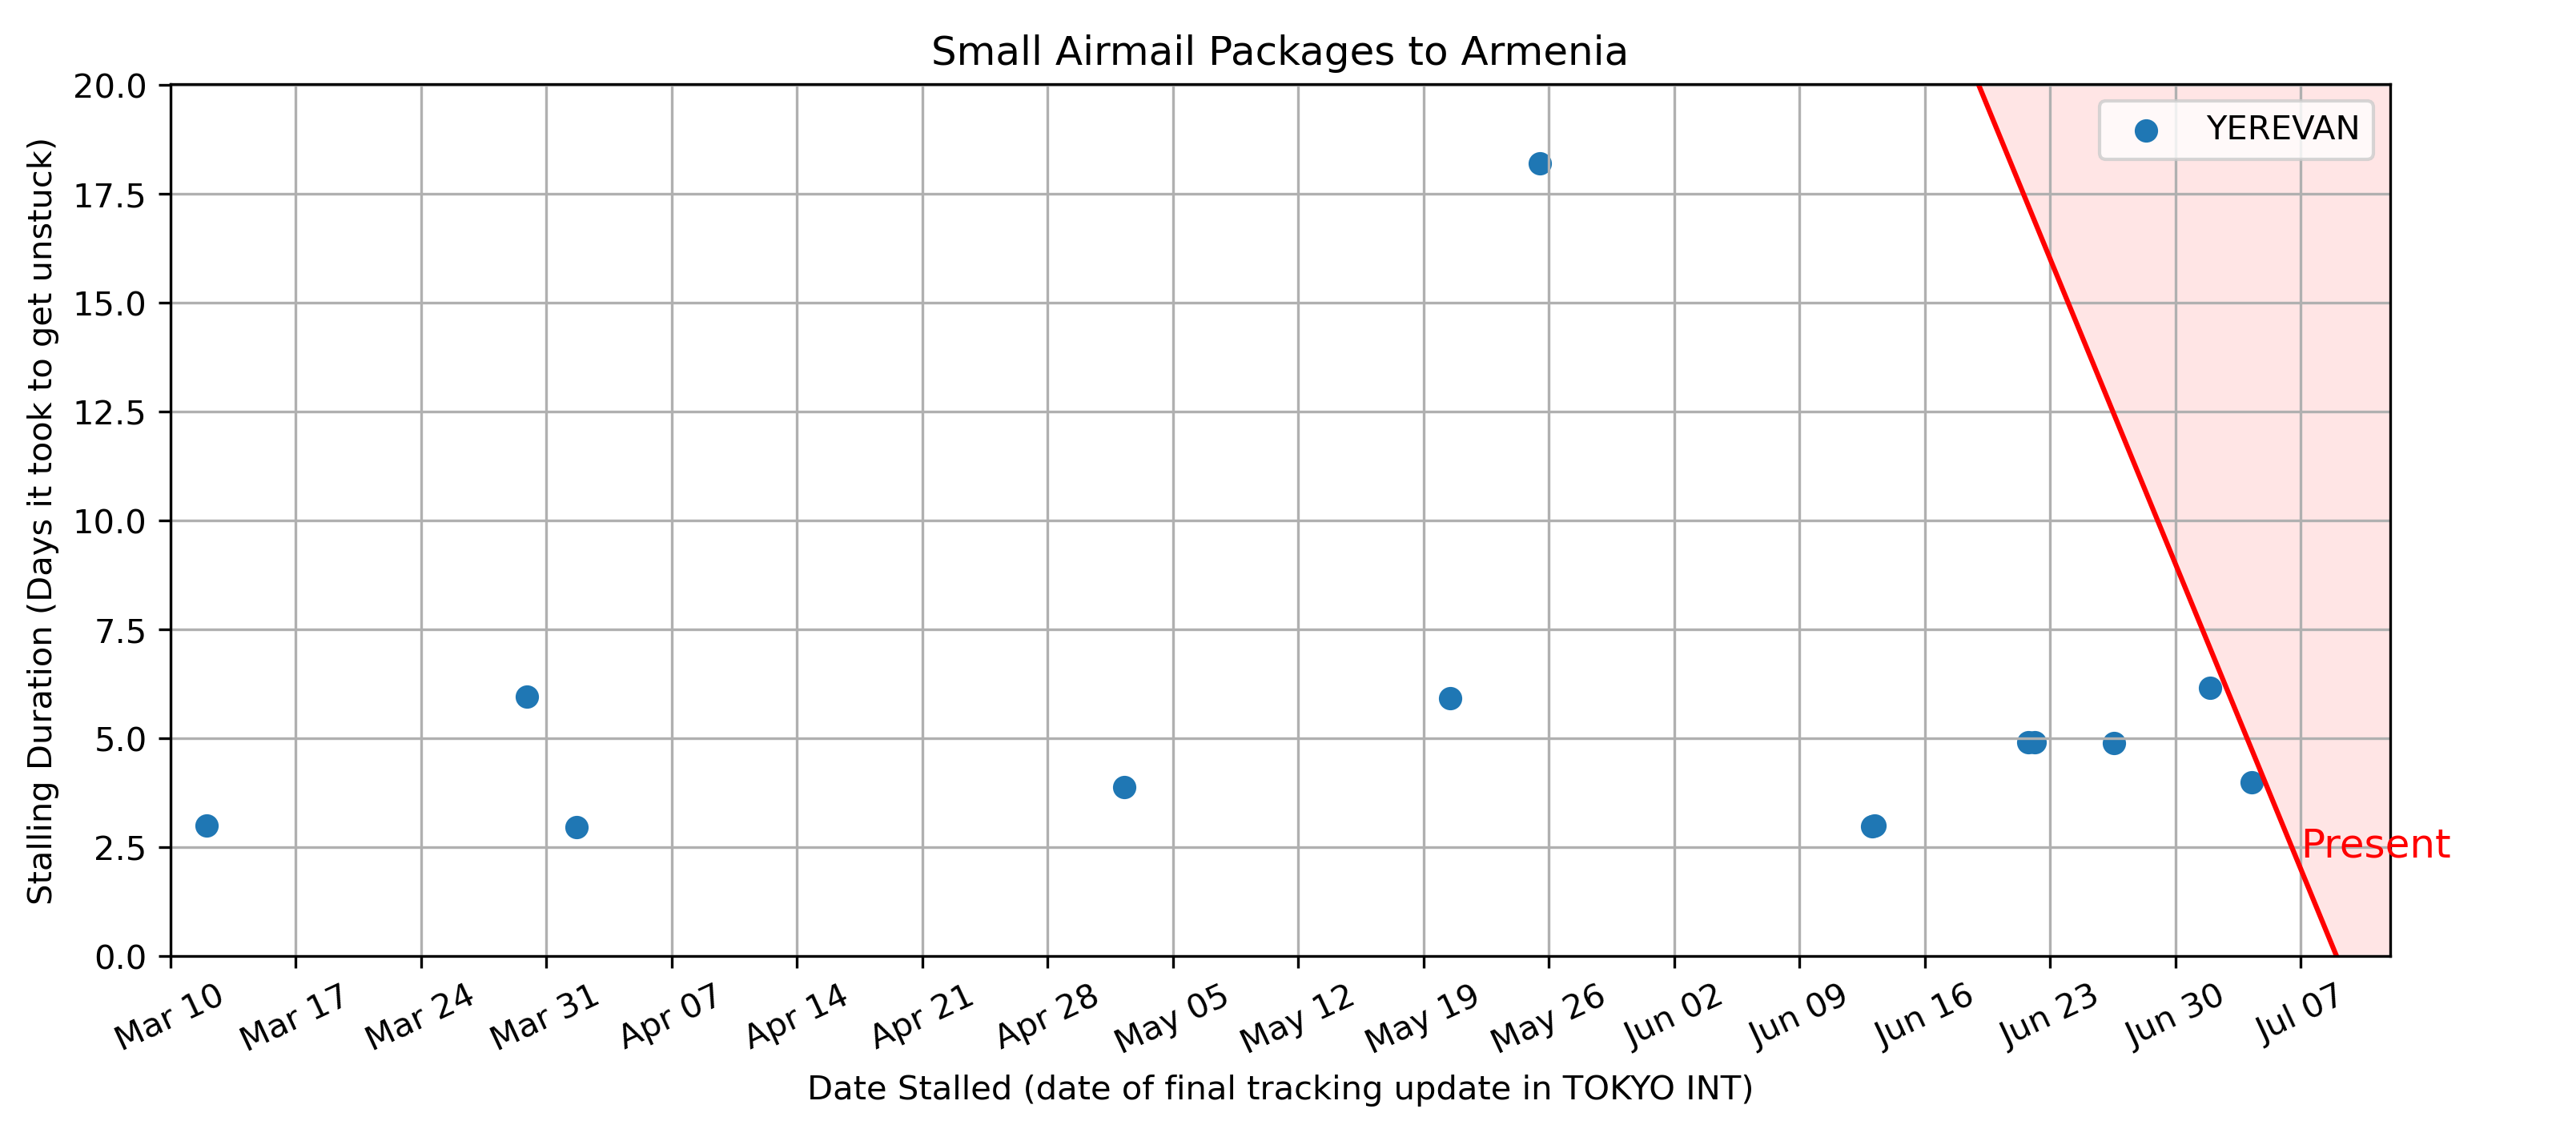 Small Airmail Packages to Armenia
Stalling Duration (Days it took to get unstuck)
20.0
17.5
15.0
12.5
10.0
7.5
5.0
2.5
0.0
YEREVAN
Present
Mar 10
Mar 17
Mar 24
Mar 31
Apr 07
Apr 14
Apr 21
Apr 28
May 05
May 12
May 19
May 26
Jun 02
Jun 09
Jun 16
Jun 23
Jun 30
Jul 07
Date Stalled (date of final tracking update in TOKYO INT)